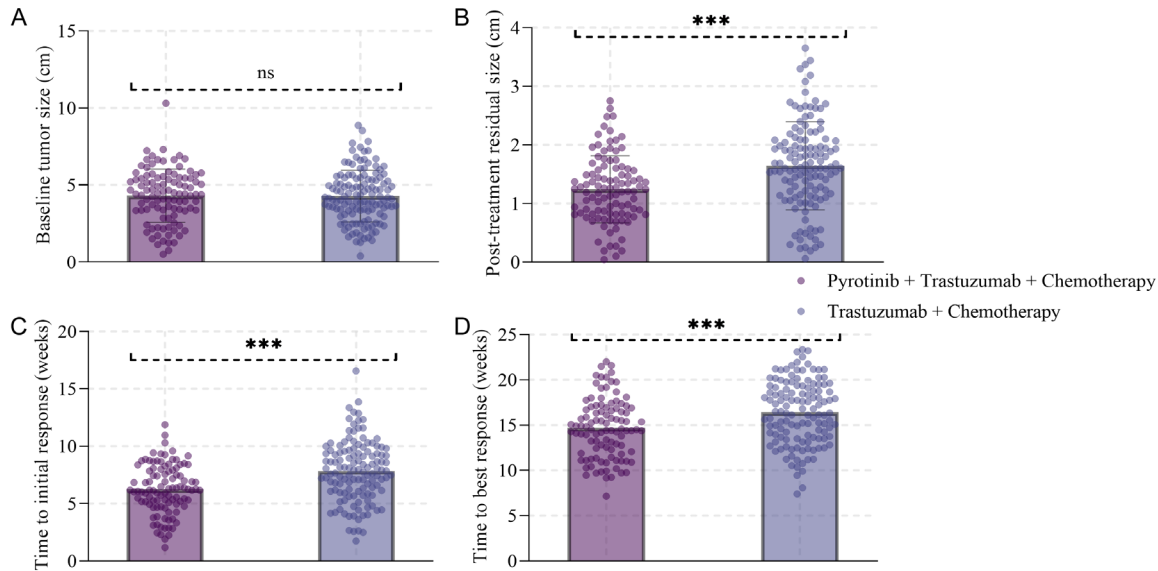 A
Baseline tumor size (cm)
15
10
5
0
ns
B
Post-treatment residual size (cm)
4
3
2
1
0
***
Pyrotinib + Trastuzumab + Chemotherapy
Trastuzumab + Chemotherapy
C
Time to initial response (weeks)
20
15
10
5
0
***
D
Time to best response (weeks)
25
20
15
10
5
0
***